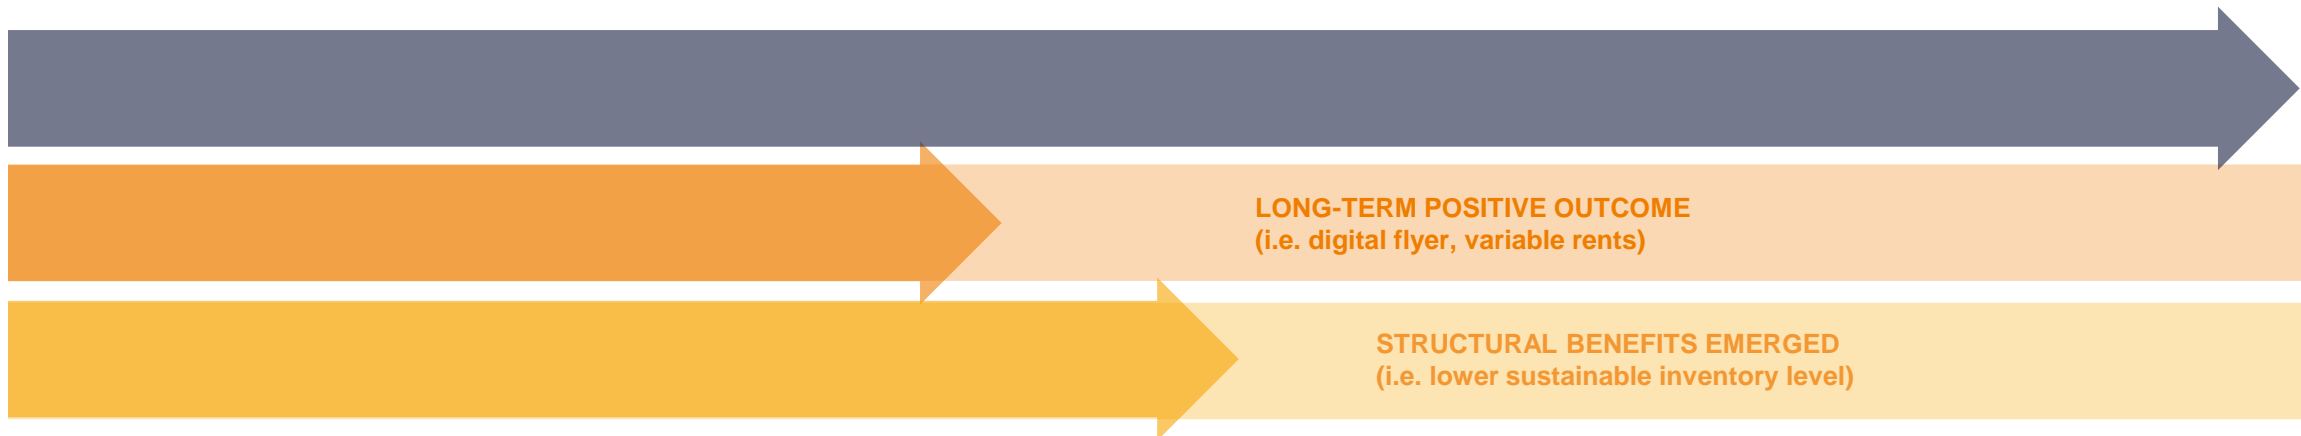 LONG-TERM POSITIVE OUTCOME
(i.e. digital flyer, variable rents)
STRUCTURAL BENEFITS EMERGED
(i.e. lower sustainable inventory level)